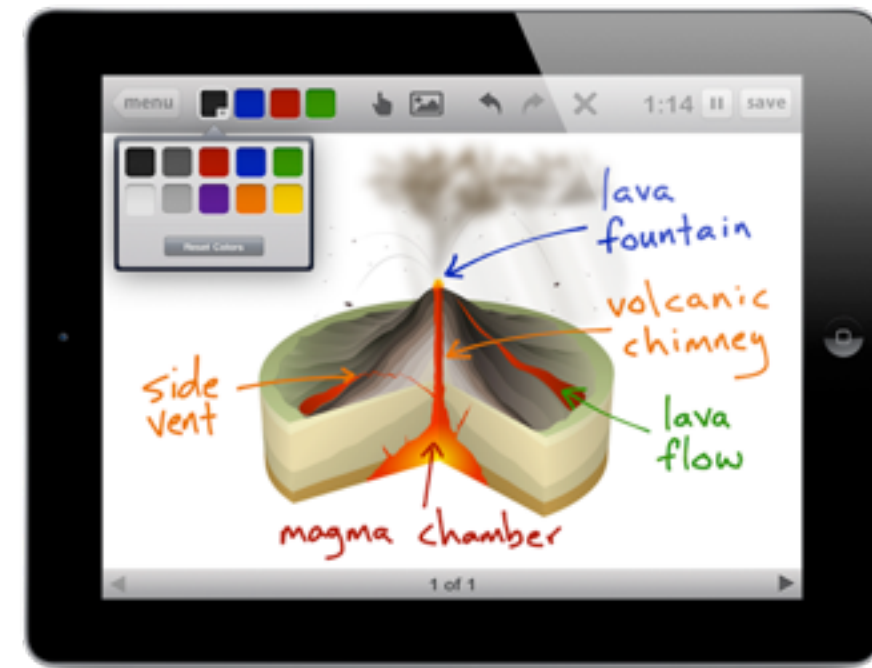 menu
1:14
save
Reset Colors
lava
fountain
volcanic
chimney
side
vent
lava
flow
magma chamber
1 of 1